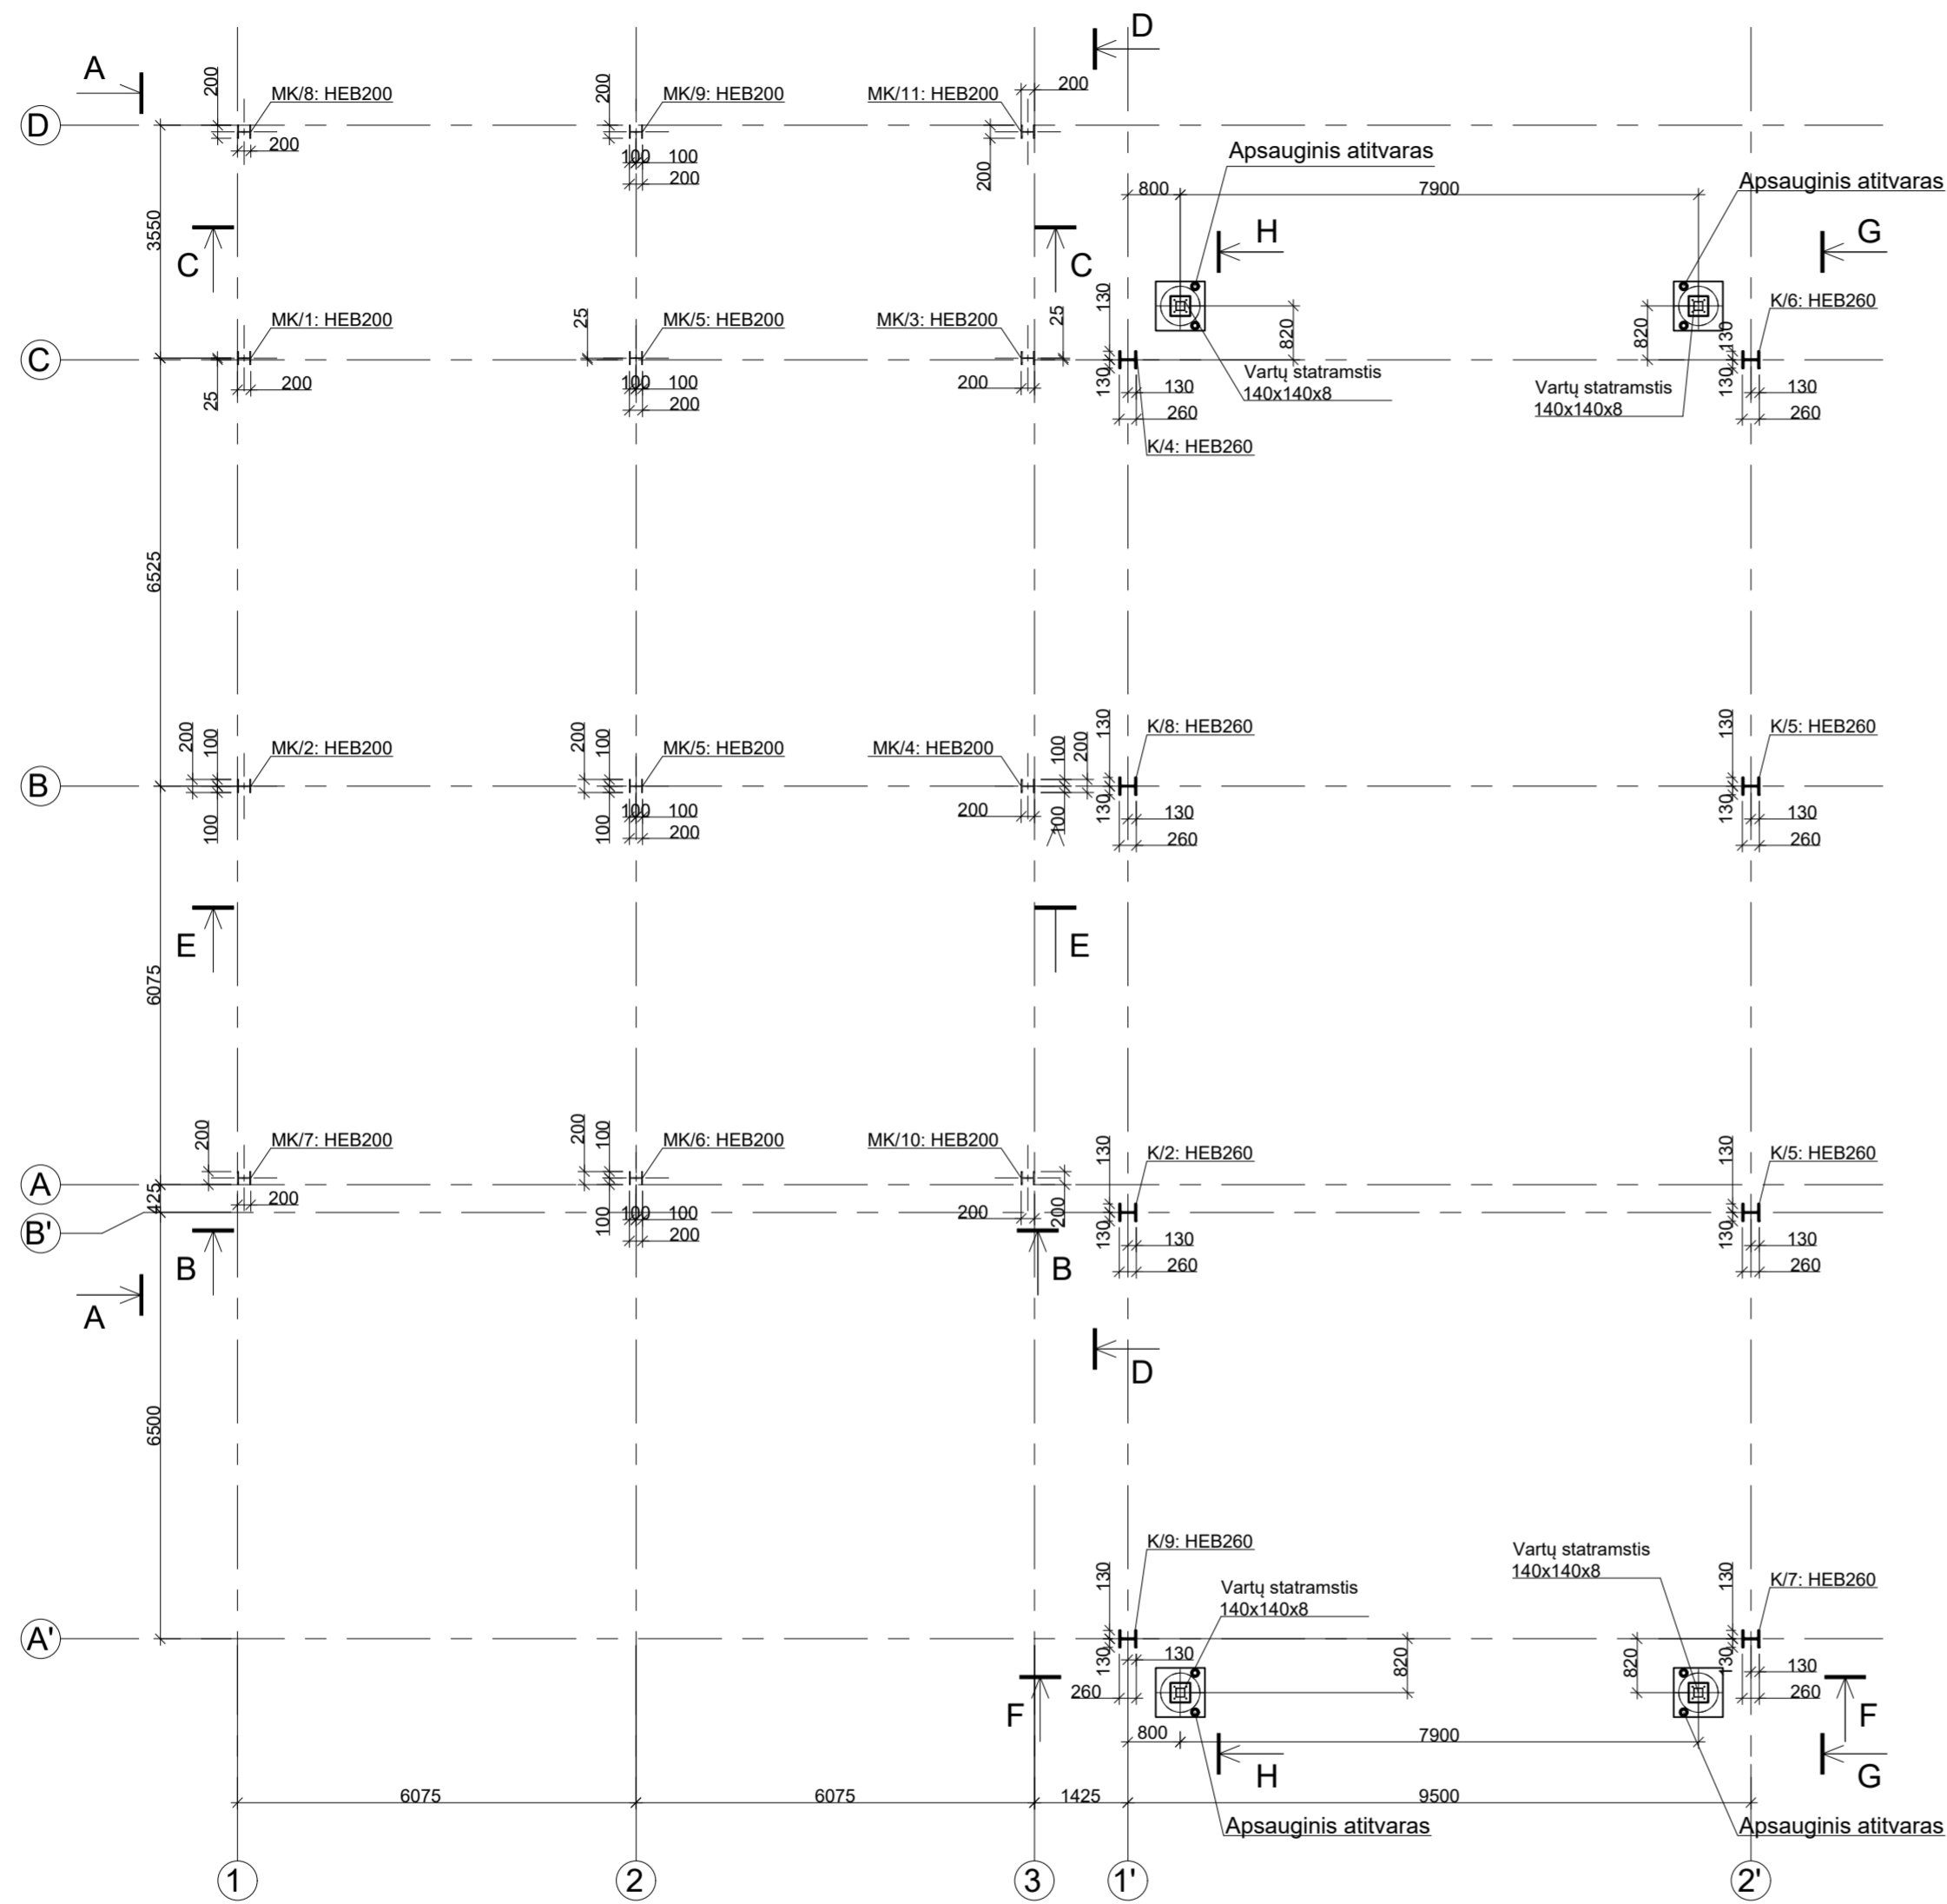 D
A
200
MK/8: HEB200
200
MK/9: HEB200
MK/11: HEB200
200
D
200
100 100
200
200
Apsauginis atitvaras
Apsauginis atitvaras
800
7900
3550
C
C
H
G
130
K/6: HEB260
25
25
MK/1: HEB200
MK/5: HEB200
MK/3: HEB200
820
820
130
C
25
200
100 100
200
200
130
130
260
K/4: HEB260
Vartų statramstis
140x140x8
Vartų statramstis
140x140x8
130
130
260
6525
200
100
MK/2: HEB200
200
100
MK/5: HEB200
MK/4: HEB200
100
200
130
K/8: HEB260
130
K/5: HEB260
B
100
100
100 100
200
200
100
130
130
260
130
130
260
E
E
6075
200
MK/7: HEB200
200
100
MK/6: HEB200
MK/10: HEB200
130
K/2: HEB260
130
K/5: HEB260
A
425
200
100
100 100
200
200
200
130
130
260
130
130
260
B'
B
B
A
D
6500
K/9: HEB260
130
Vartų statramstis
140x140x8
Vartų statramstis
140x140x8
130
K/7: HEB260
A'
130
130
260
820
820
130
130
260
F
F
800
7900
H
G
6075
6075
1425
9500
Apsauginis atitvaras
Apsauginis atitvaras
1
2
3
1'
2'